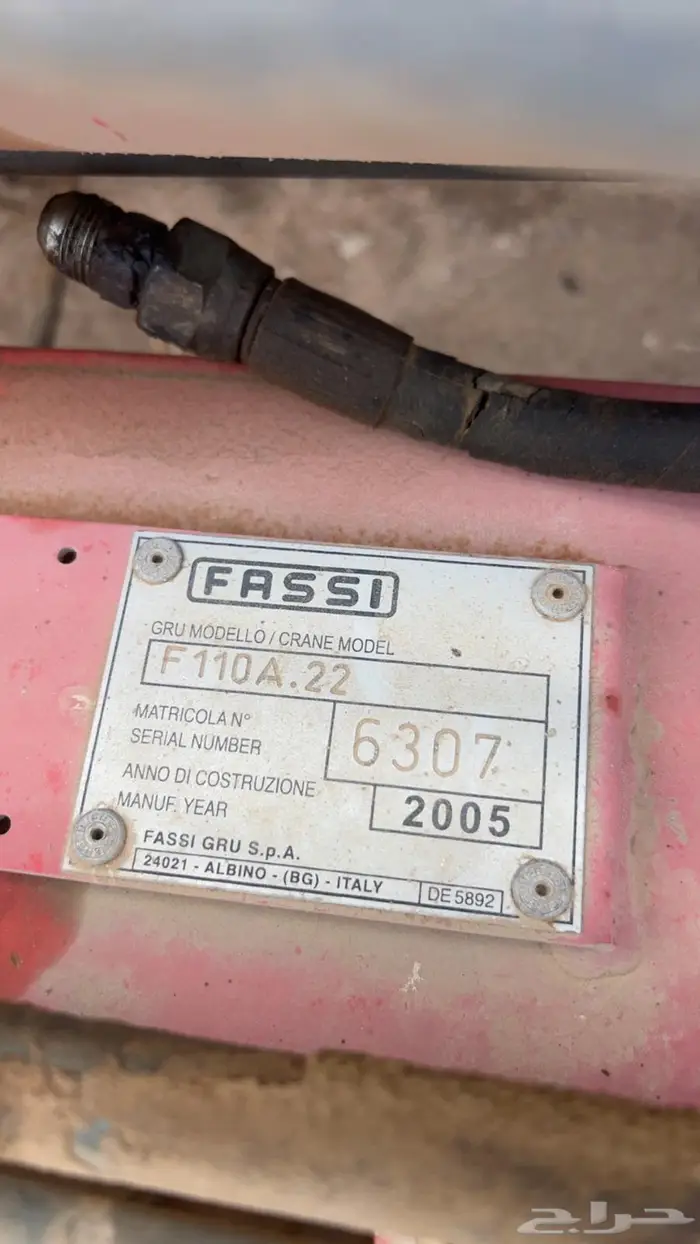 FASSI
GRU MODELLO / CRANE MODEL
F110A.22
MATRICOLA N°
SERIAL NUMBER
6307
ANNO DI COSTRUZIONE
MANUF. YEAR
2005
FASSI GRU S.p.A.
24021 - ALBINO - (BG) - ITALY
DE 5892
حراج